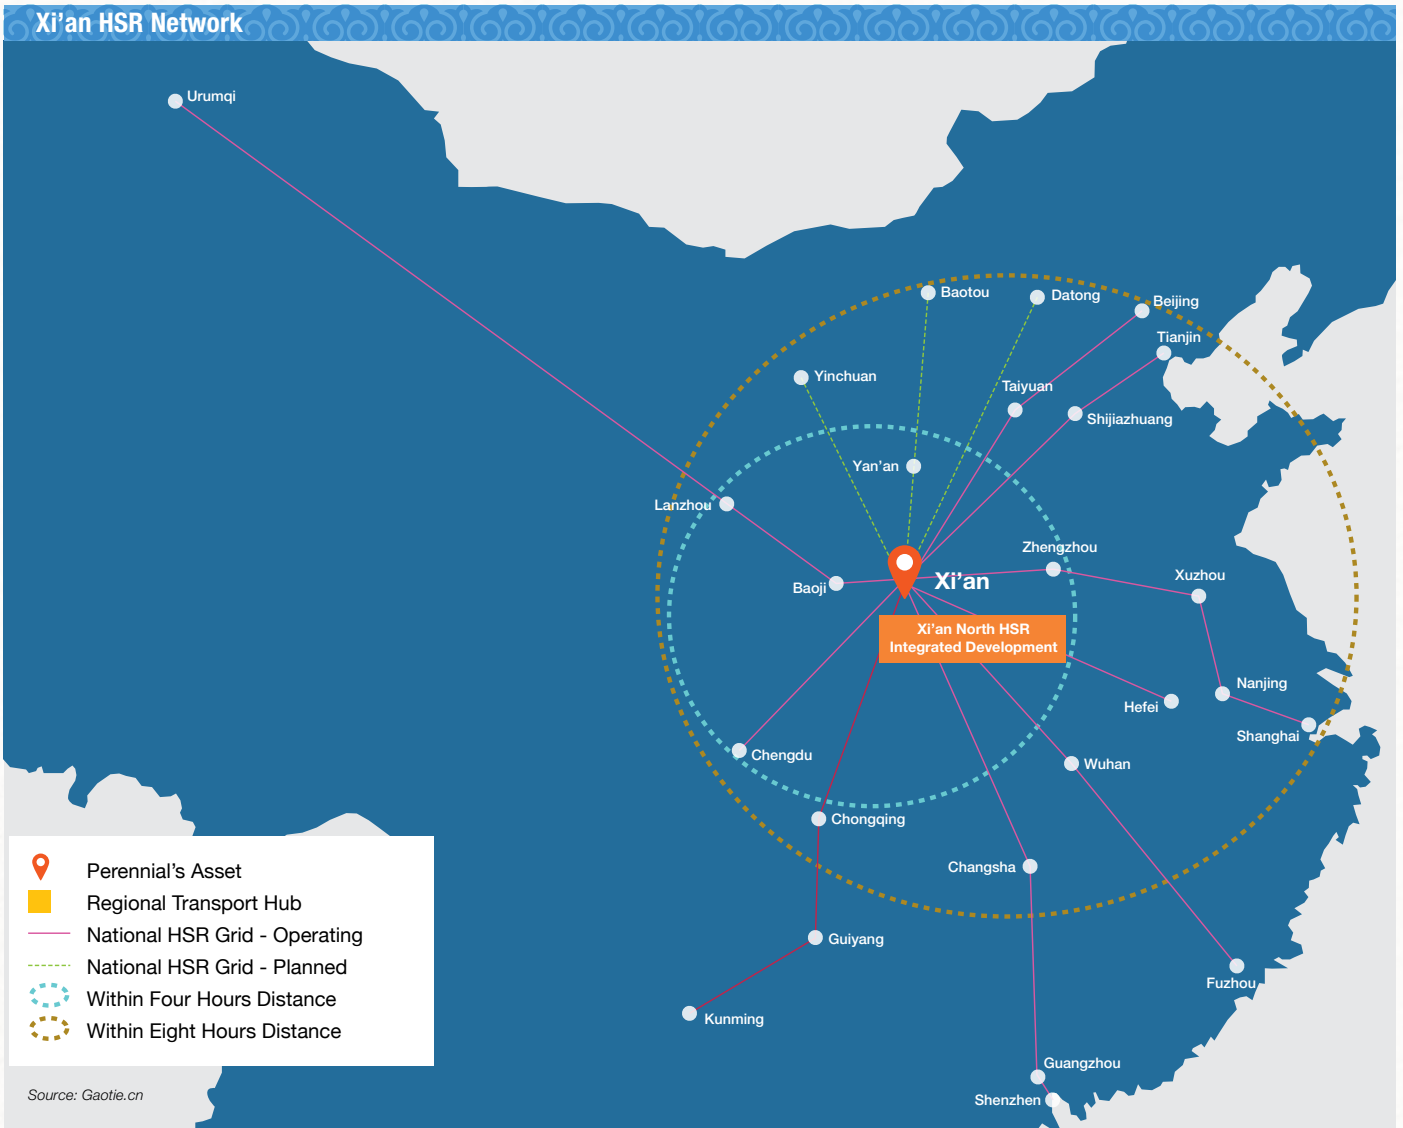 Xi’an HSR Network
Urumqi
Baotou
Datong
Beijing
Tianjin
Yinchuan
Taiyuan
Shijiazhuang
Yan’an
Lanzhou
Zhengzhou
Xuzhou
Baoji
Xi’an
Xi’an North HSR
Integrated Development
Nanjing
Hefei
Shanghai
Chengdu
Wuhan
Chongqing
Changsha
Guiyang
Fuzhou
Kunming
Guangzhou
Shenzhen
Perennial’s Asset
Regional Transport Hub
National HSR Grid - Operating
National HSR Grid - Planned
Within Four Hours Distance
Within Eight Hours Distance
Source: Gaotie.cn